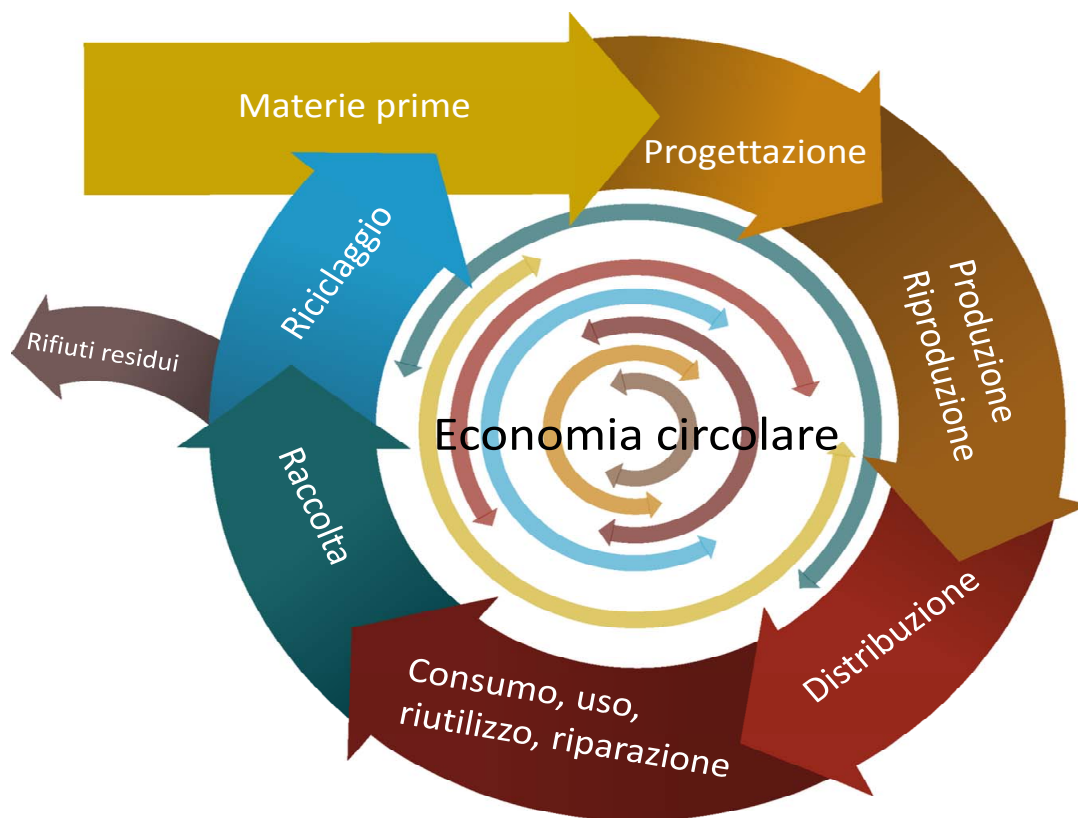 Materie prime
Progettazione
Produzione
Riproduzione
Distribuzione
Consumo, uso,
riutilizzo, riparazione
Raccolta
Riciclaggio
Rifiuti residui
Economia circolare